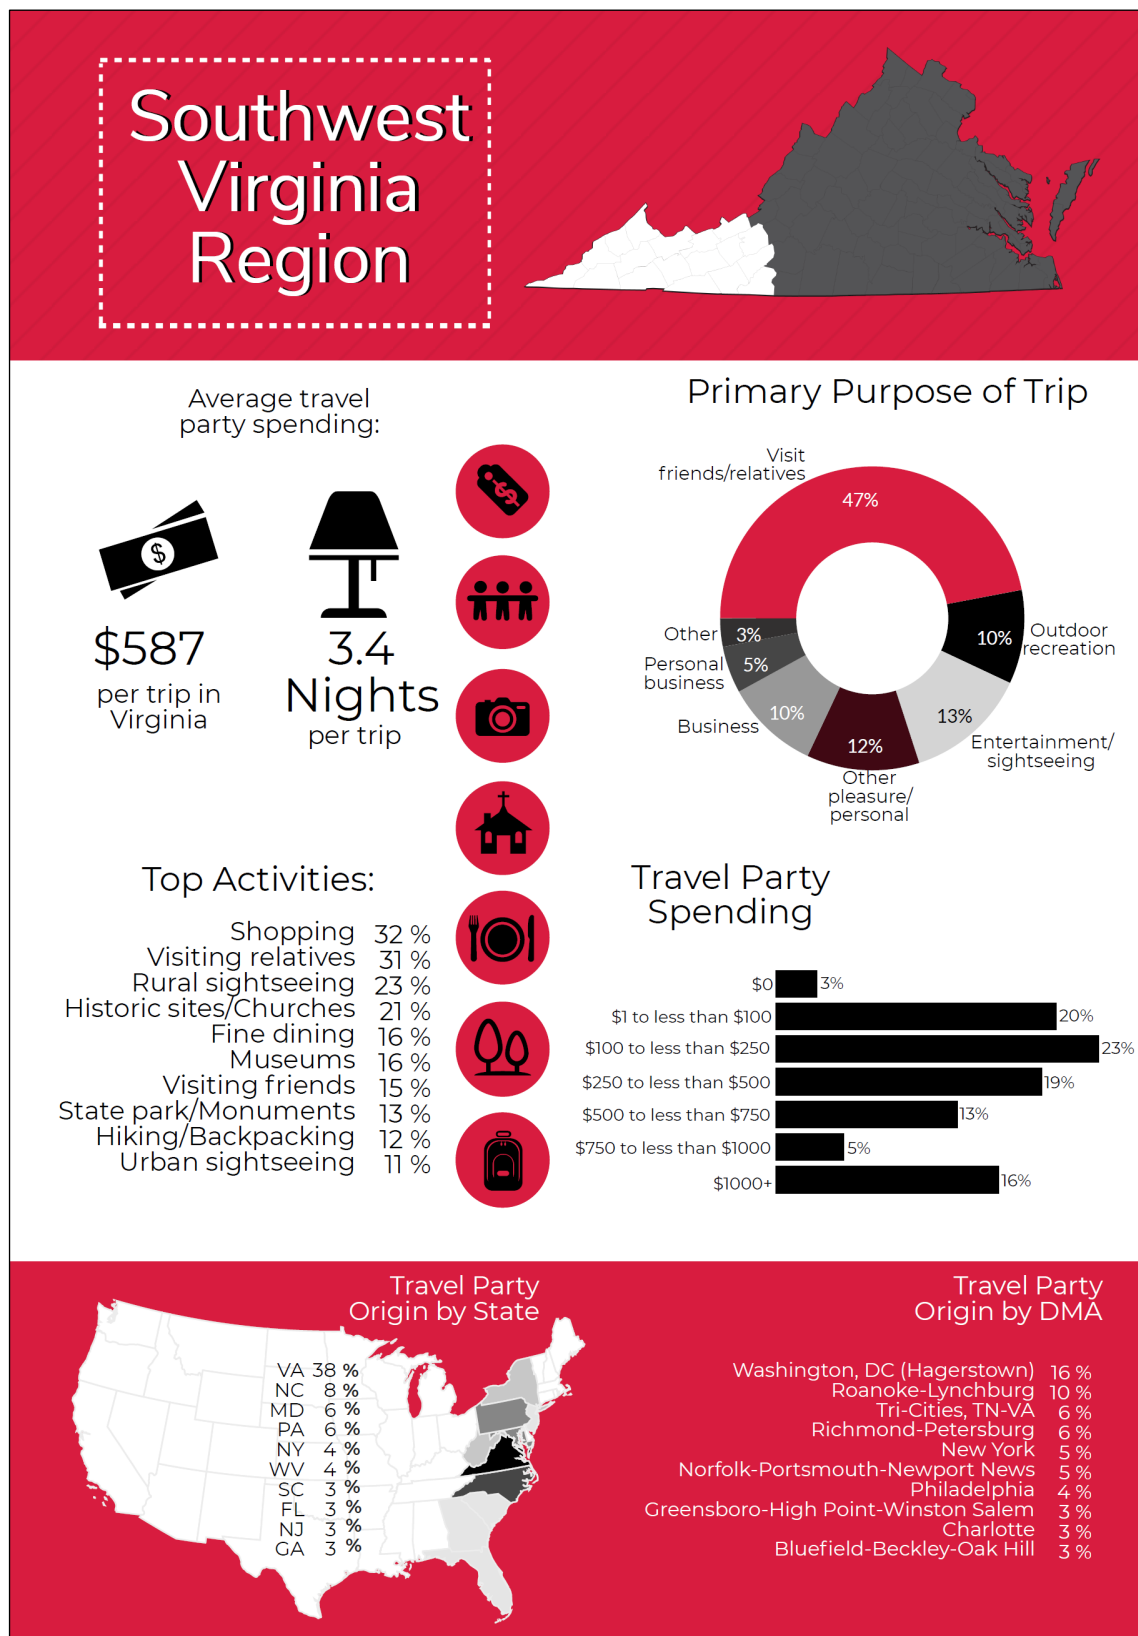 Southwest
Virginia
Region
Average travel
party spending:
$
$587
per trip in
Virginia
3.4
Nights
per trip
$
Primary Purpose of Trip
Visit
friends/relatives
47%
Other
3%
10%
Outdoor
recreation
Personal
business
5%
Business
10%
13%
Entertainment/
sightseeing
12%
Other
pleasure/
personal
Top Activities:
Shopping 32 %
Visiting relatives 31 %
Rural sightseeing 23 %
Historic sites/Churches 21 %
Fine dining 16 %
Museums 16 %
Visiting friends 15 %
State park/Monuments 13 %
Hiking/Backpacking 12 %
Urban sightseeing 11 %
Travel Party
Spending
$0 3%
$1 to less than $100 20%
$100 to less than $250 23%
$250 to less than $500 19%
$500 to less than $750 13%
$750 to less than $1000 5%
$1000+ 16%
Travel Party
Origin by State
VA 38 %
NC 8 %
MD 6 %
PA 6 %
NY 4 %
WV 4 %
SC 3 %
FL 3 %
NJ 3 %
GA 3 %
Travel Party
Origin by DMA
Washington, DC (Hagerstown) 16 %
Roanoke-Lynchburg 10 %
Tri-Cities, TN-VA 6 %
Richmond-Petersburg 6 %
New York 5 %
Norfolk-Portsmouth-Newport News 5 %
Philadelphia 4 %
Greensboro-High Point-Winston Salem 3 %
Charlotte 3 %
Bluefield-Beckley-Oak Hill 3 %